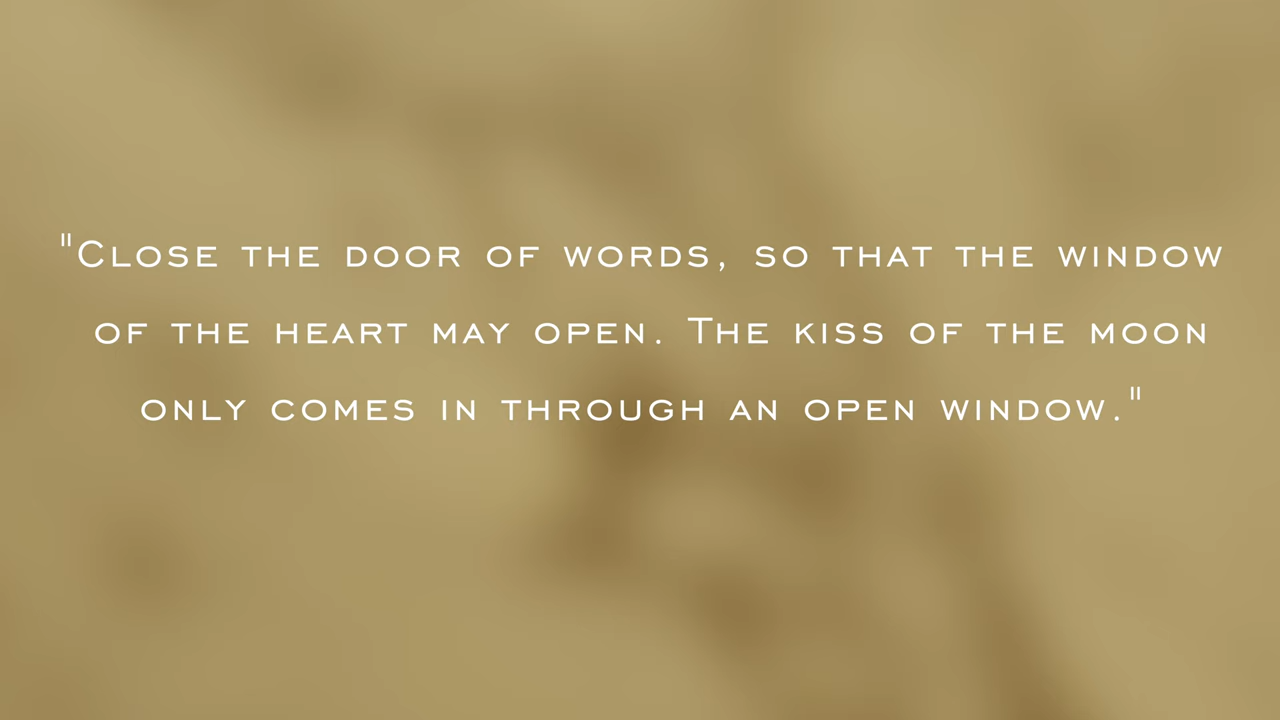 "Close the door of words, so that the window
of the heart may open. The kiss of the moon
only comes in through an open window."